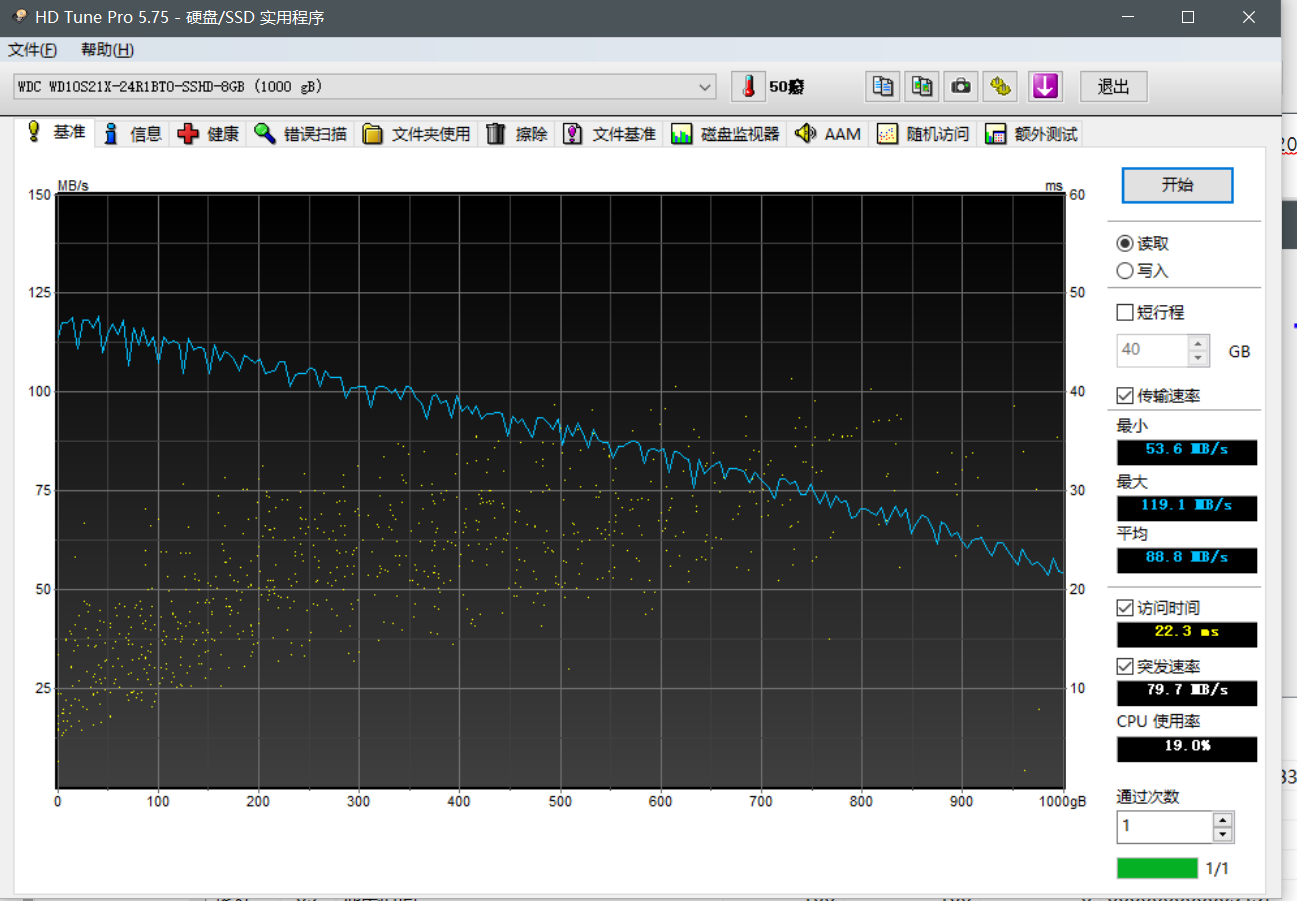 HD Tune Pro 5.75 - 硬盘/SSD 实用程序
文件(F) 帮助(H)
WDC WD10S21X-24R1BT0-SSHD-8GB (1000 gB)
50癈
退出
基准 信息 健康 错误扫描 文件夹使用 擦除 文件基准 磁盘监视器 AAM 随机访问 额外测试
MB/s
ms
150
125
100
75
50
25
60
50
40
30
20
10
0 100 200 300 400 500 600 700 800 900 1000gB
开始
读取
写入
短行程
40 GB
传输速率
最小
53.6 MB/s
最大
119.1 MB/s
平均
88.8 MB/s
访问时间
22.3 ms
突发速率
79.7 MB/s
CPU 使用率
19.0%
通过次数
1
1/1
20
33